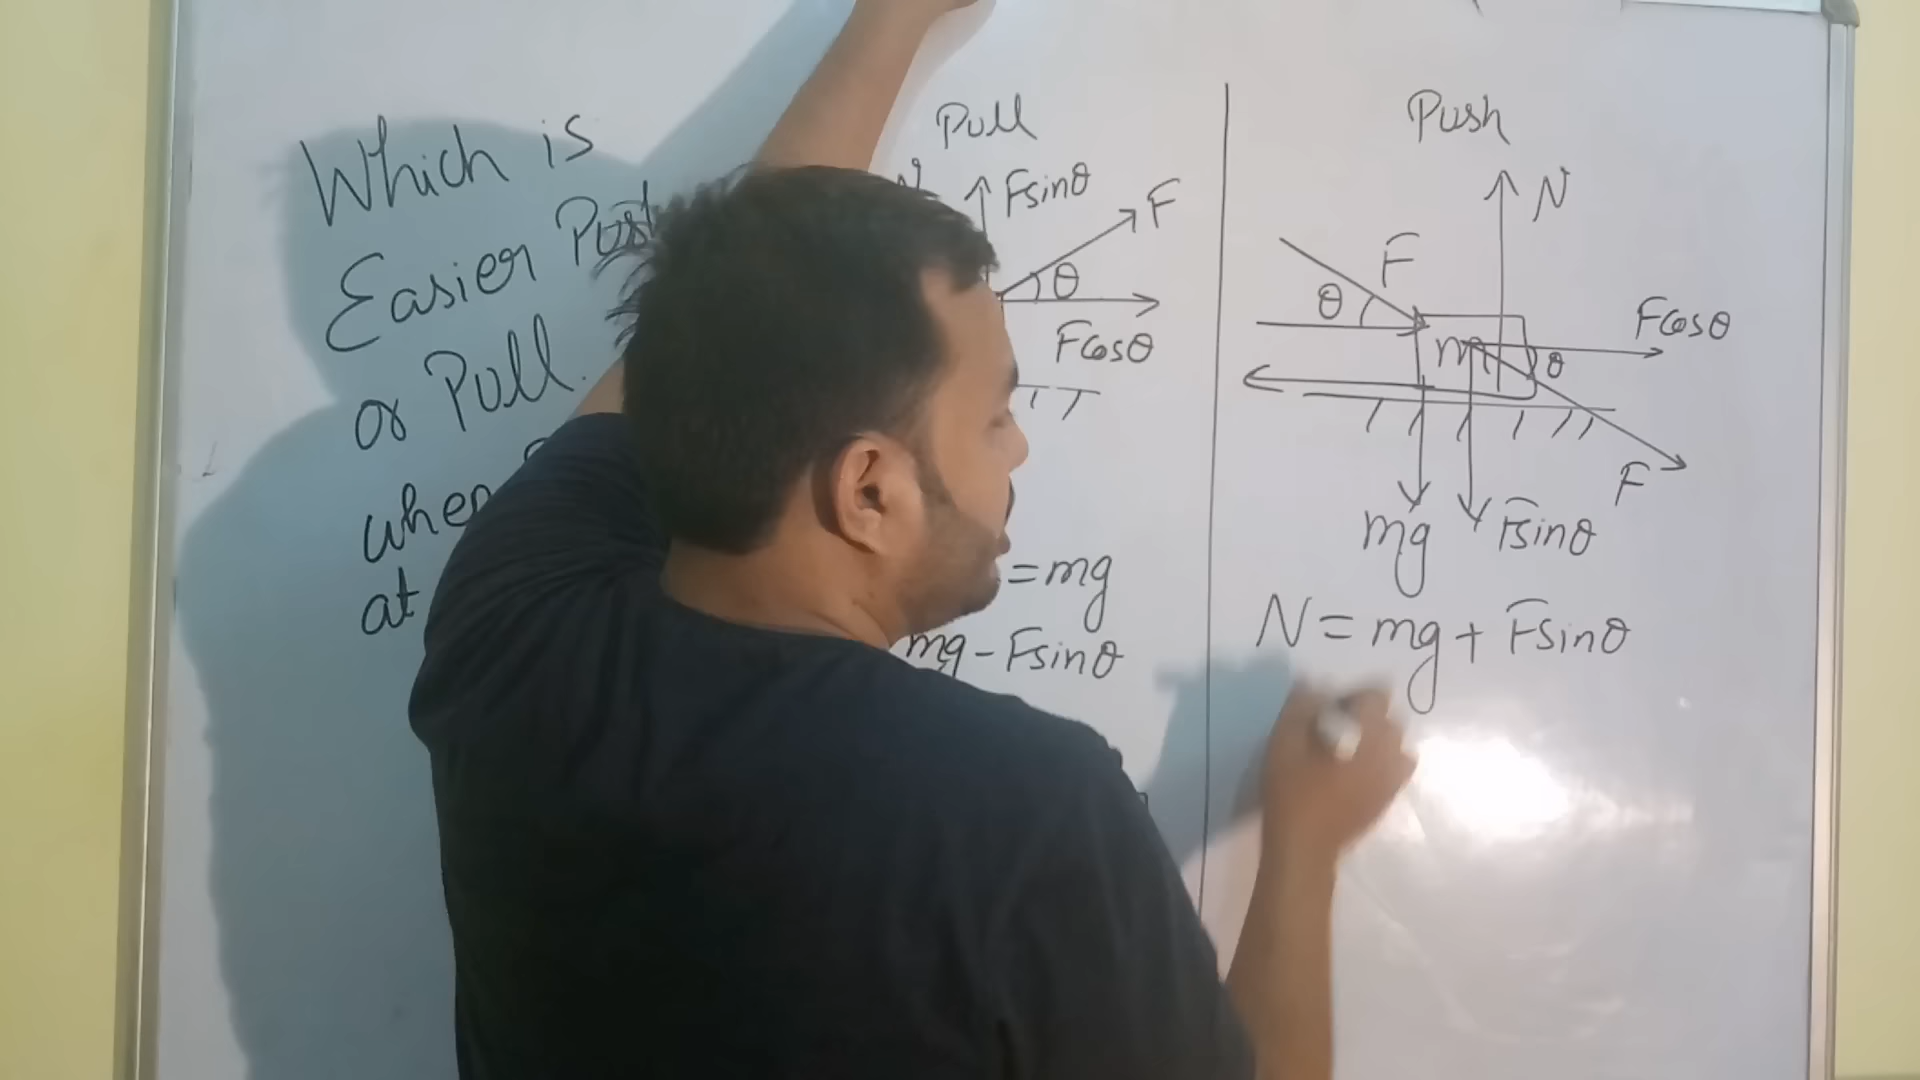 Which is
Easier Push
or Pull.
when
at
Pull
N
Fsinθ
F
θ
Fcosθ
= mg
mg - Fsinθ
Push
N
F
θ
Fcosθ
m
θ
F
mg
Fsinθ
N = mg + Fsinθ